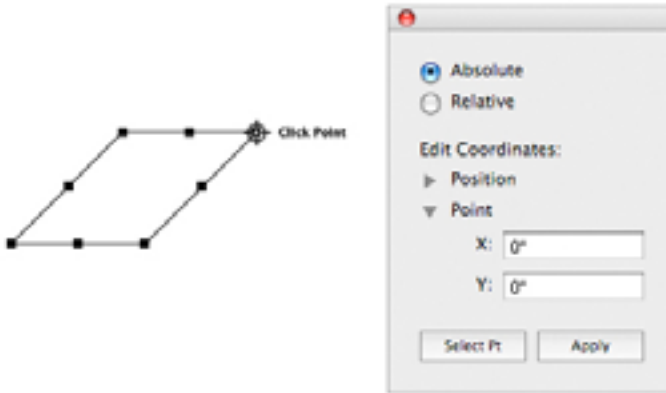 Click Point
Absolute
Relative
Edit Coordinates:
Position
Point
X: 0"
Y: 0"
Select Pt
Apply